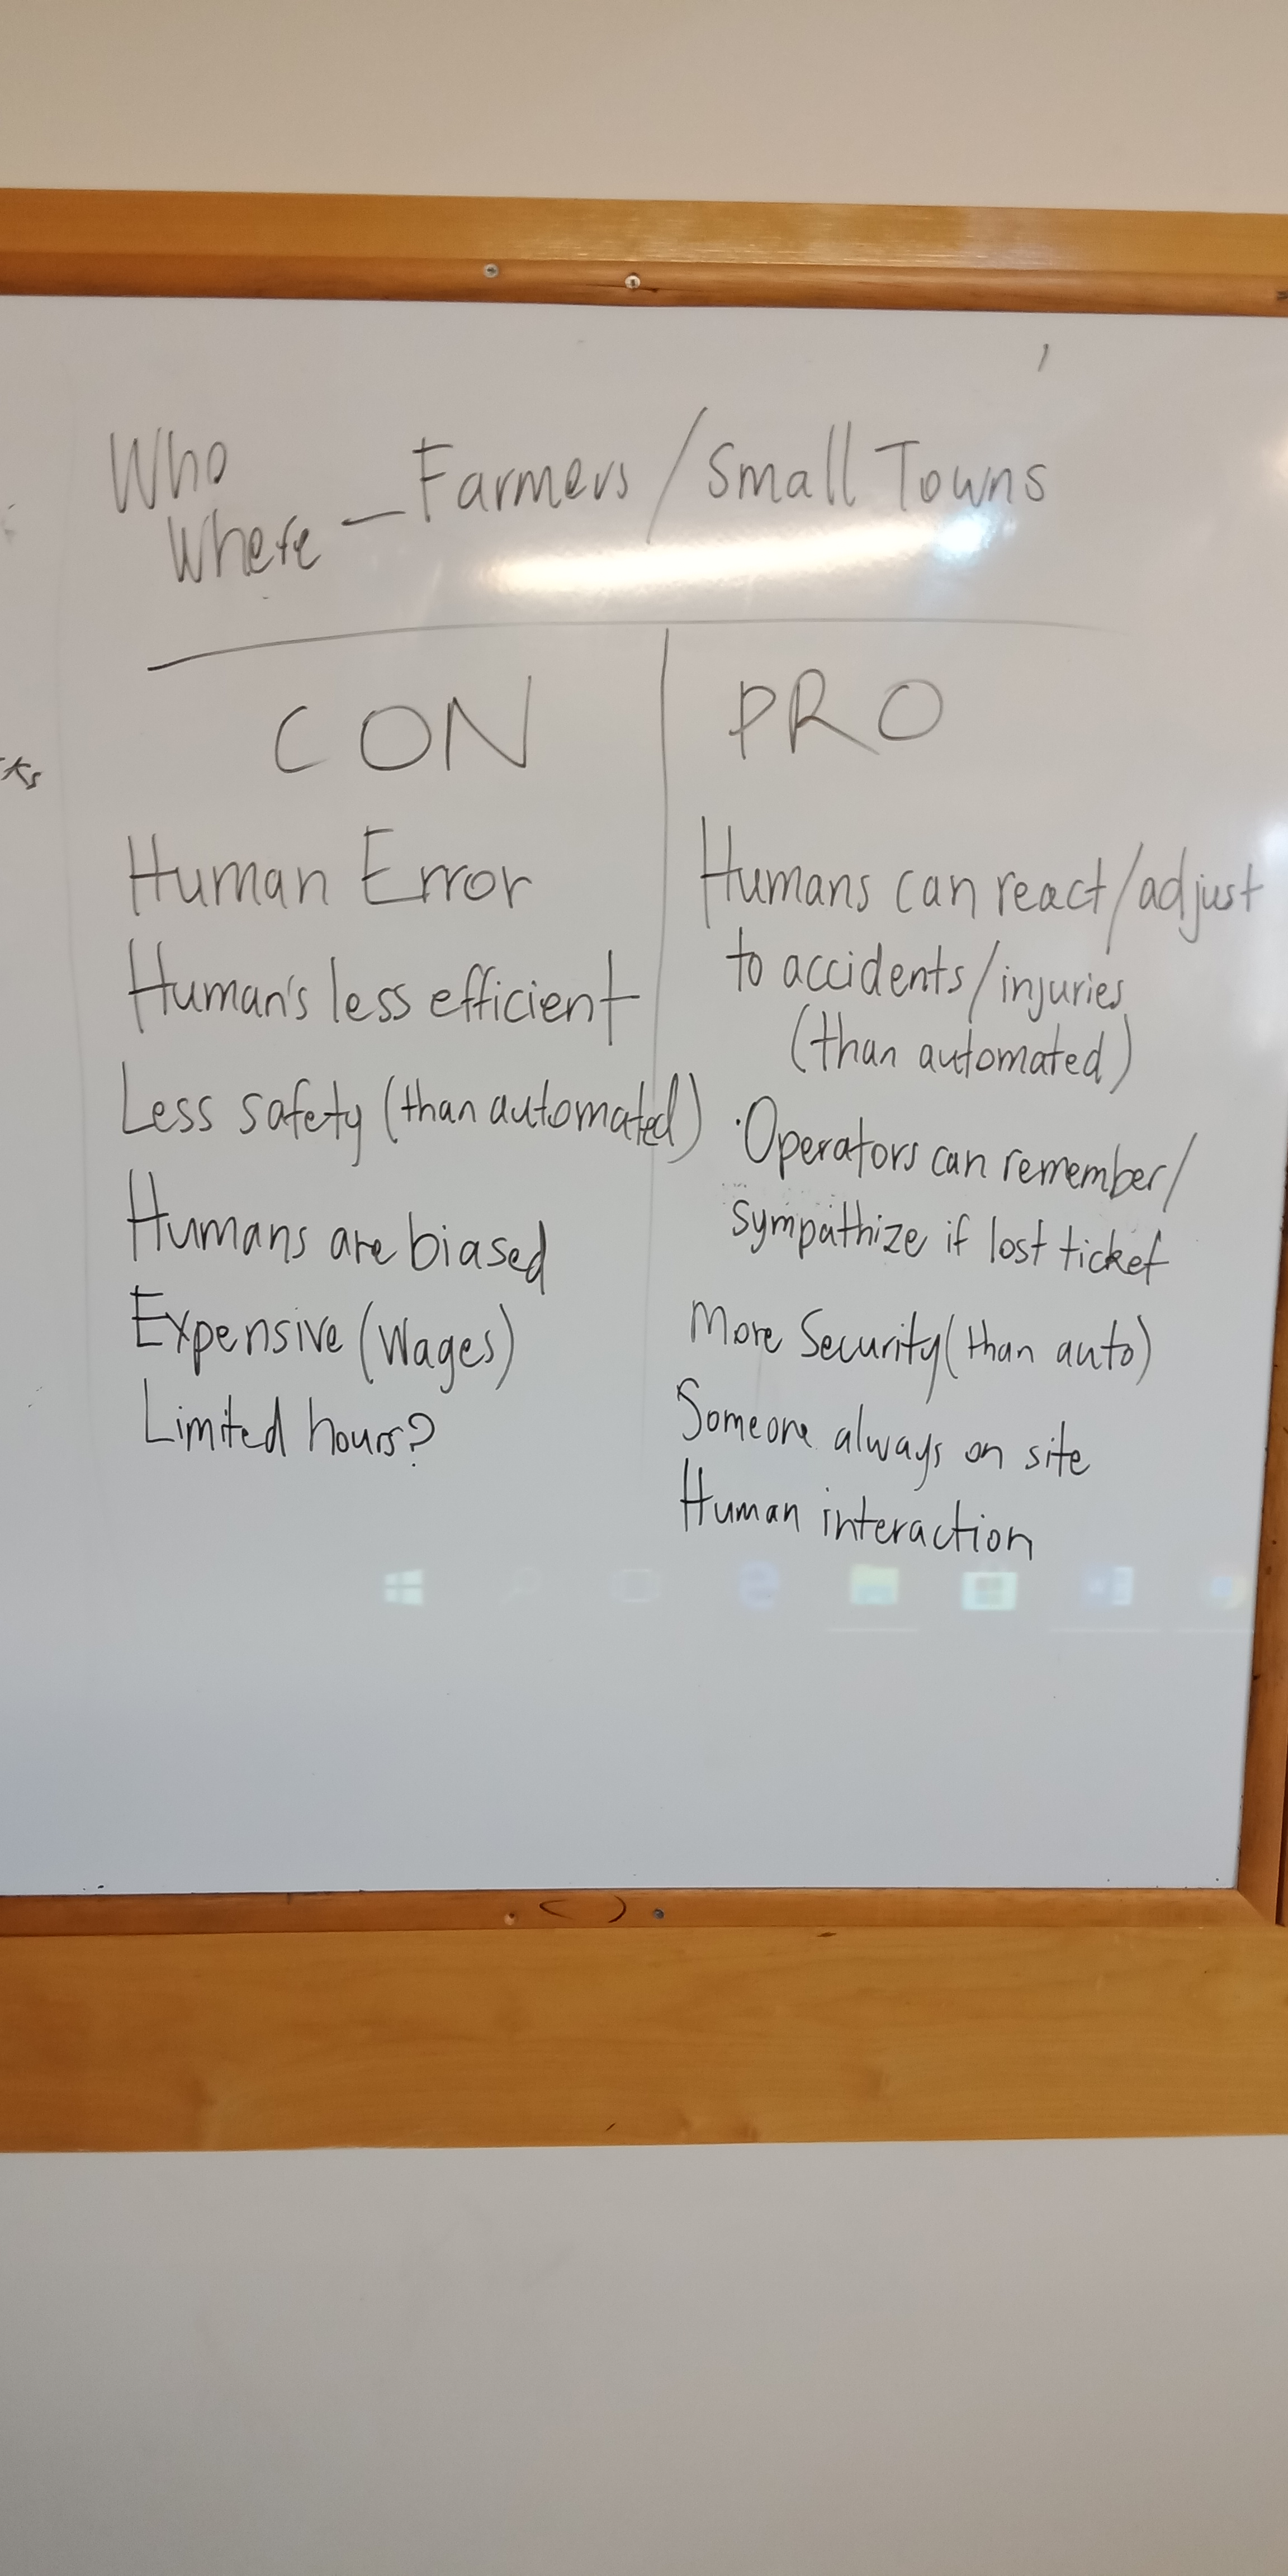 Who
Where — Farmers / Small Towns
CON
Human Error
Human's less efficient
Less safety (than automated)
Humans are biased
Expensive (Wages)
Limited hours?
PRO
Humans can react/adjust
to accidents/injuries
(than automated)
·Operators can remember/
sympathize if lost ticket
More Security (than auto)
Someone always on site
Human interaction